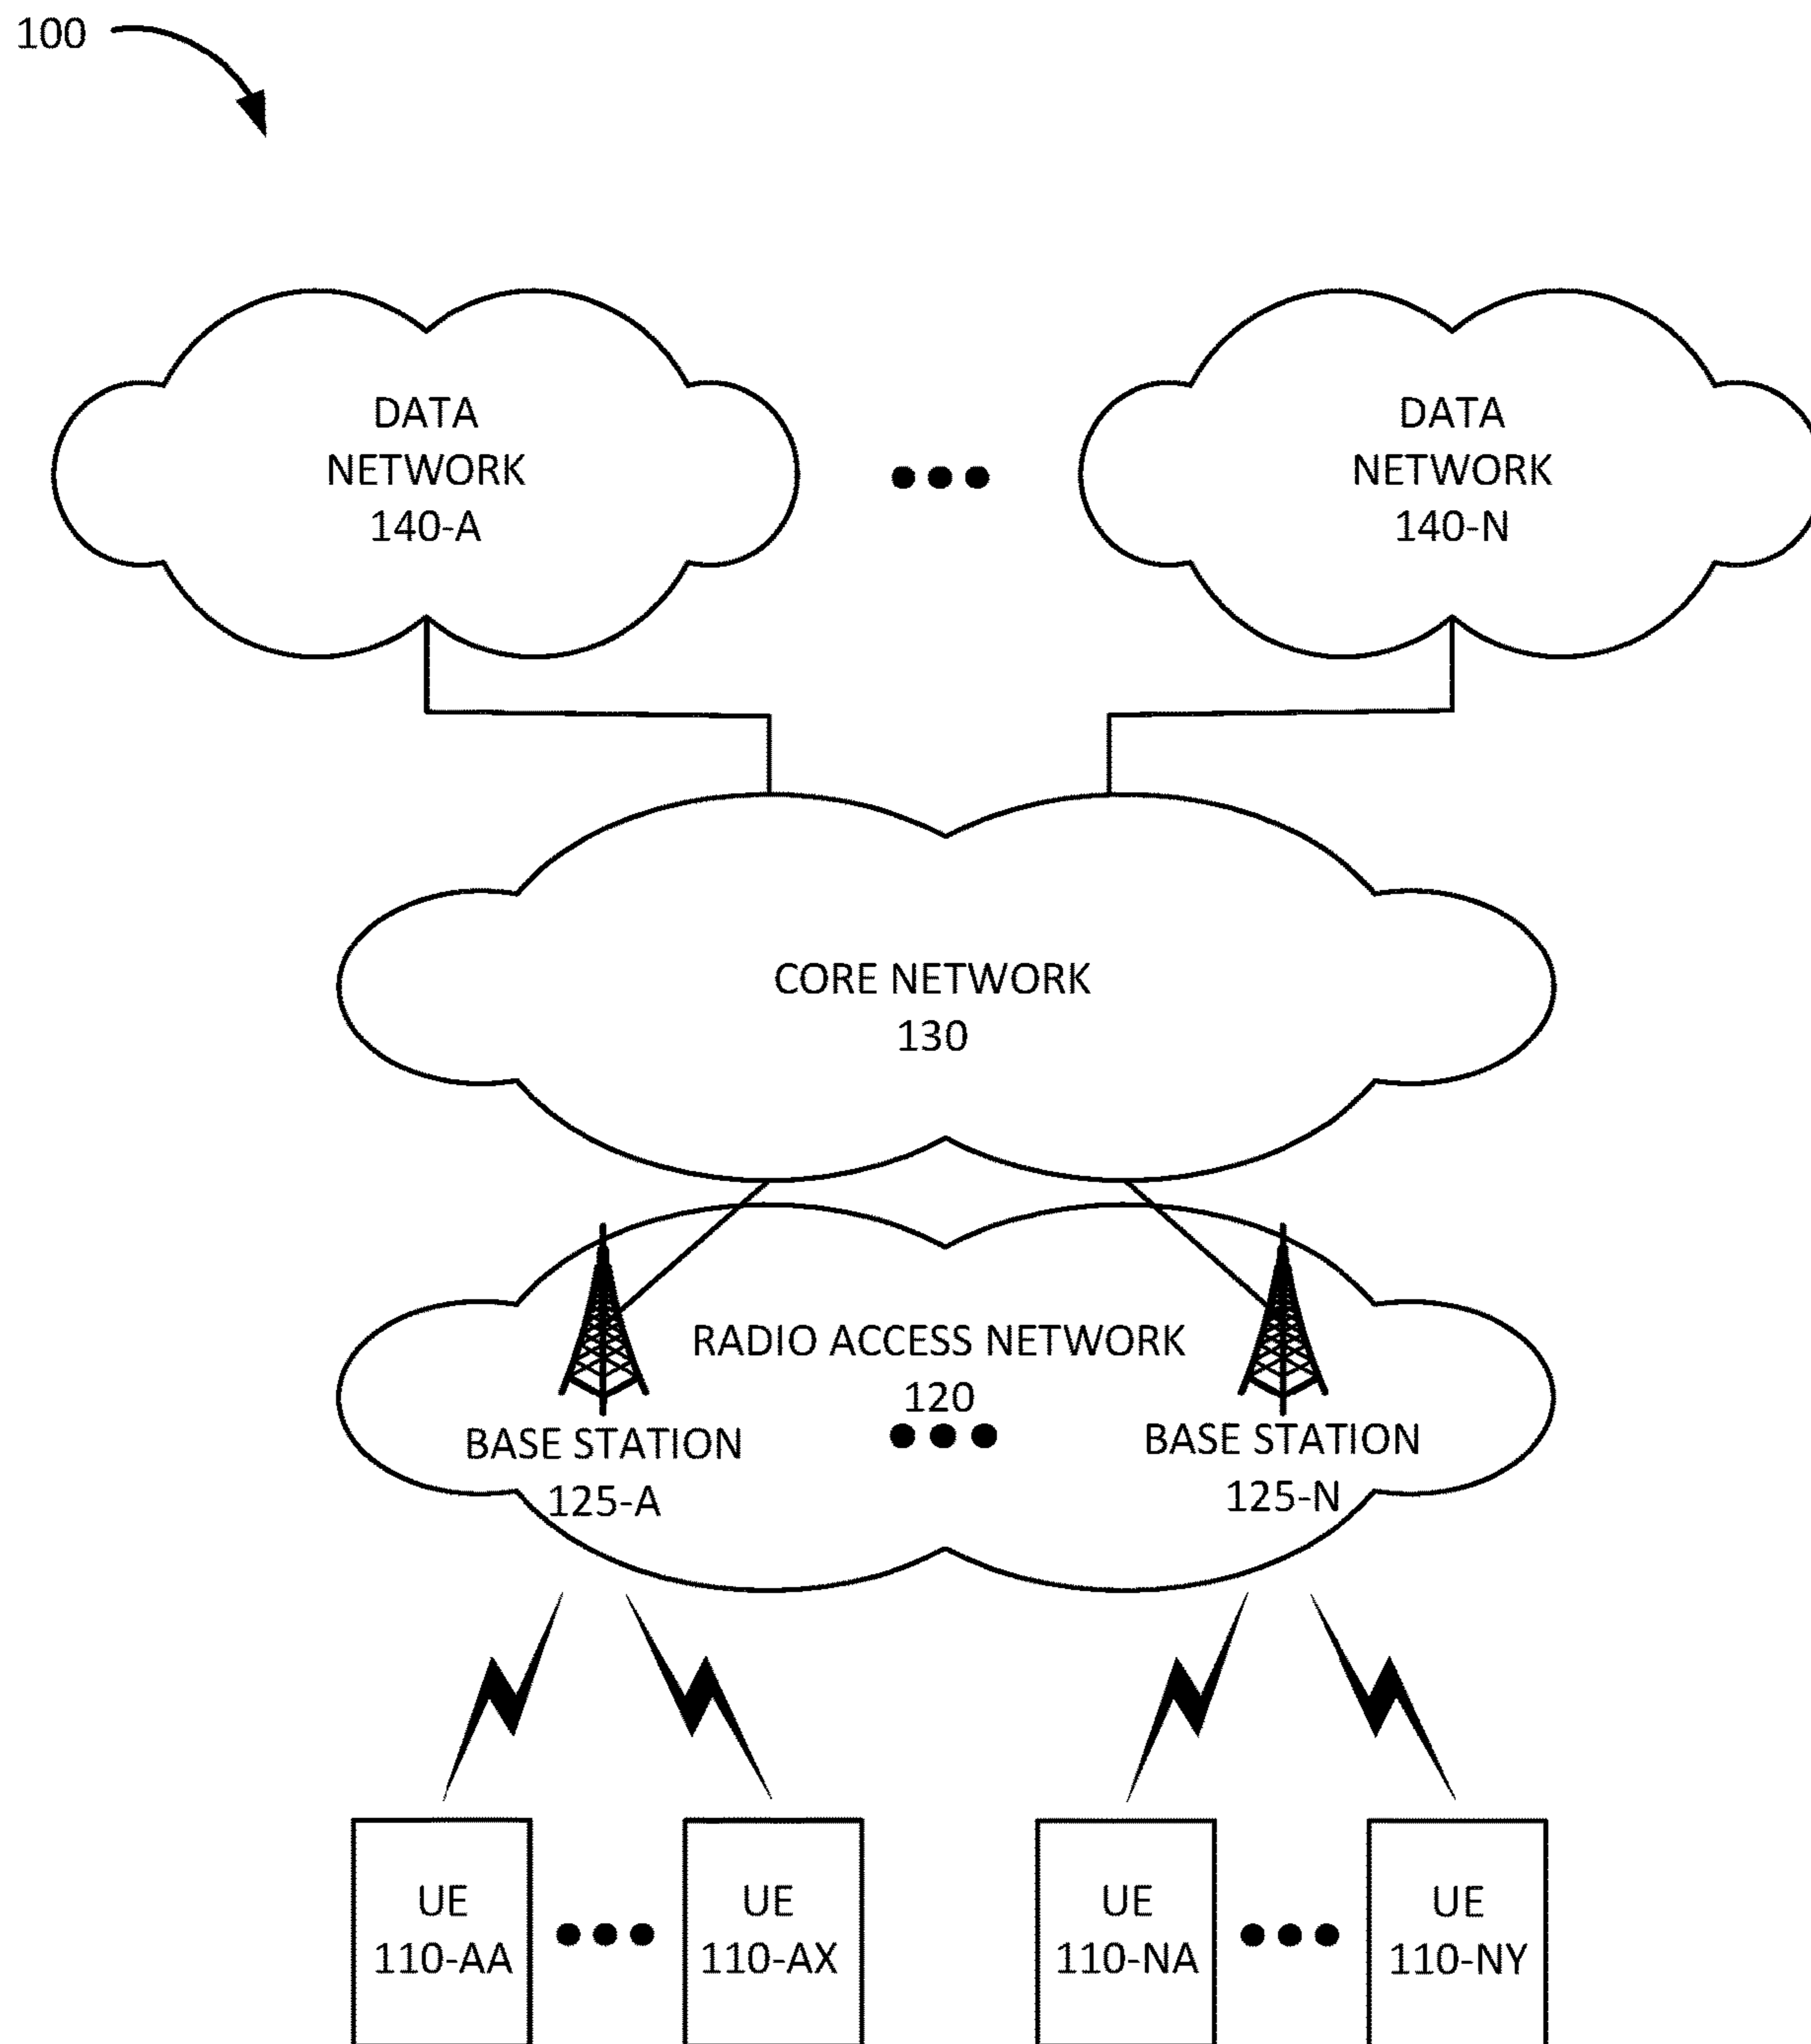 100
DATA
NETWORK
140-A
DATA
NETWORK
140-N
CORE NETWORK
130
RADIO ACCESS NETWORK
120
BASE STATION
125-A
BASE STATION
125-N
UE
110-AA
UE
110-AX
UE
110-NA
UE
110-NY